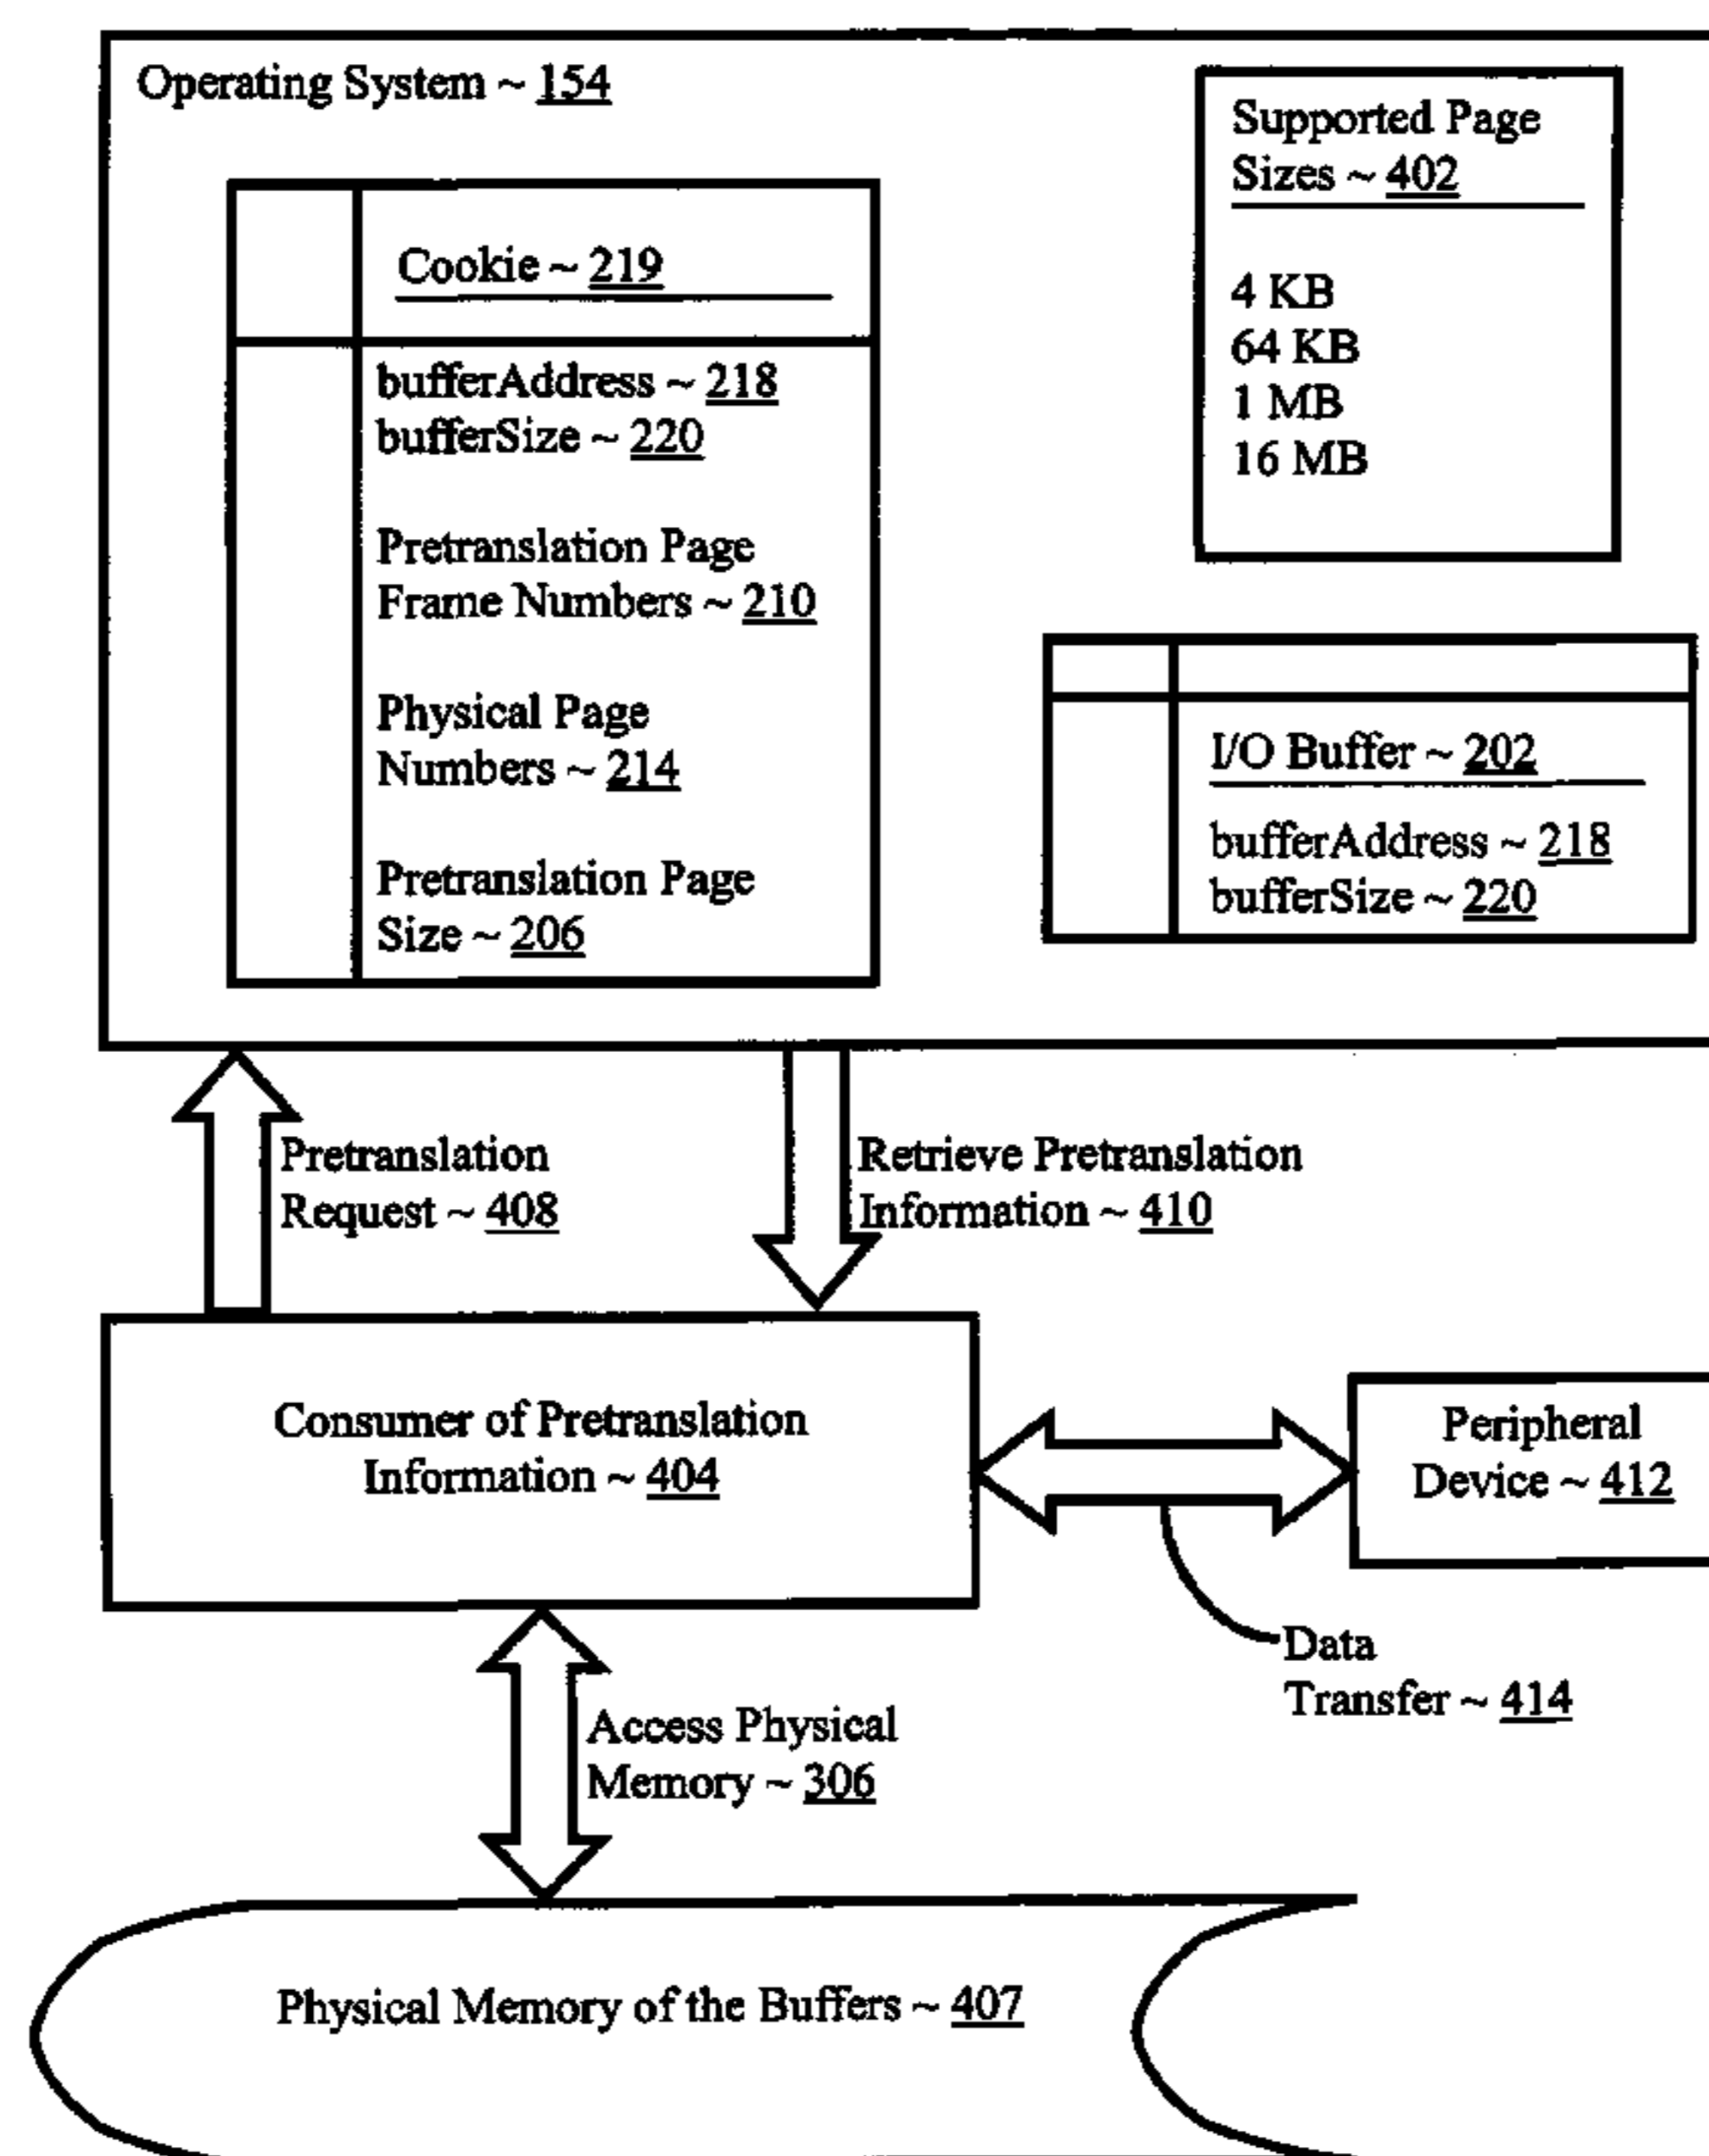 Operating System ~ 154
Supported Page
Sizes ~ 402
4 KB
64 KB
1 MB
16 MB
Cookie ~ 219
bufferAddress ~ 218
bufferSize ~ 220
Pretranslation Page
Frame Numbers ~ 210
Physical Page
Numbers ~ 214
Pretranslation Page
Size ~ 206
I/O Buffer ~ 202
bufferAddress ~ 218
bufferSize ~ 220
Pretranslation
Request ~ 408
Retrieve Pretranslation
Information ~ 410
Consumer of Pretranslation
Information ~ 404
Peripheral
Device ~ 412
Data
Transfer ~ 414
Access Physical
Memory ~ 306
Physical Memory of the Buffers ~ 407